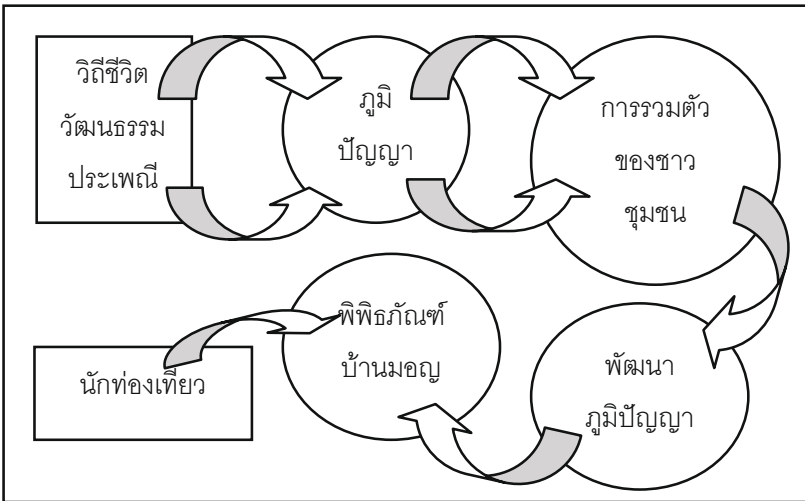 วิถีชีวิต
วัฒนธรรม
ประเพณี
ภูมิ
ปัญญา
การรวมตัว
ของชาว
ชุมชน
พัฒนา
ภูมิปัญญา
พิพิธภัณฑ์
บ้านมอญ
นักท่องเที่ยว